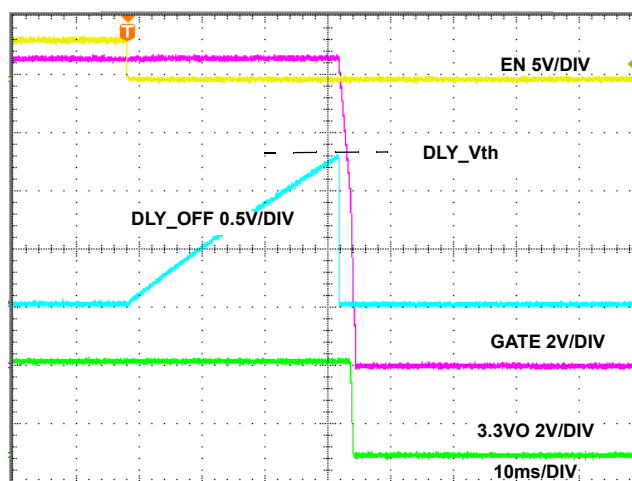 T
EN 5V/DIV
DLY_Vth
DLY_OFF 0.5V/DIV
GATE 2V/DIV
3.3VO 2V/DIV
10ms/DIV